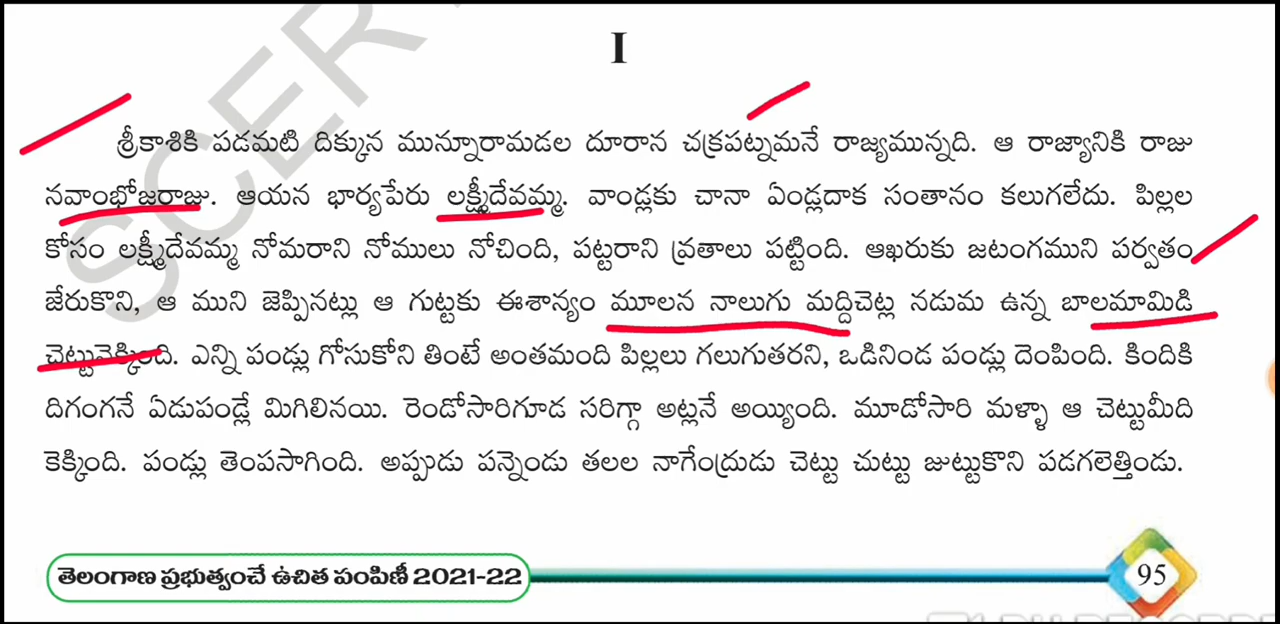 I
శ్రీకాశికి పడమటి దిక్కున మున్నూరామడల దూరాన చక్రపట్నమనే రాజ్యమున్నది. ఆ రాజ్యానికి రాజు
నవాంభోజరాజు. ఆయన భార్యపేరు లక్ష్మీదేవమ్మ. వాండ్లకు చానా ఏండ్లదాక సంతానం కలుగలేదు. పిల్లల
కోసం లక్ష్మీదేవమ్మ నోమరాని నోములు నోచింది, పట్టరాని వ్రతాలు పట్టింది. ఆఖరుకు జటంగముని పర్వతం
జేరుకొని, ఆ ముని జెప్పినట్లు ఆ గుట్టకు ఈశాన్యం మూలన నాలుగు మద్దిచెట్ల నడుమ ఉన్న బాలమామిడి
చెట్టువెక్కింది. ఎన్ని పండ్లు గోసుకోని తింటే అంతమంది పిల్లలు గలుగుతరని, ఒడినిండ పండ్లు దెంపింది. కిందికి
దిగంగనే ఏడుపండ్లే మిగిలినయి. రెండోసారిగూడ సరిగ్గా అట్లనే అయ్యింది. మూడోసారి మళ్ళా ఆ చెట్టుమీది
కెక్కింది. పండ్లు తెంపసాగింది. అప్పుడు పన్నెండు తలల నాగేంద్రుడు చెట్టు చుట్టు జుట్టుకొని పడగలెత్తిండు.
తెలంగాణ ప్రభుత్వంచే ఉచిత పంపిణీ 2021-22
95